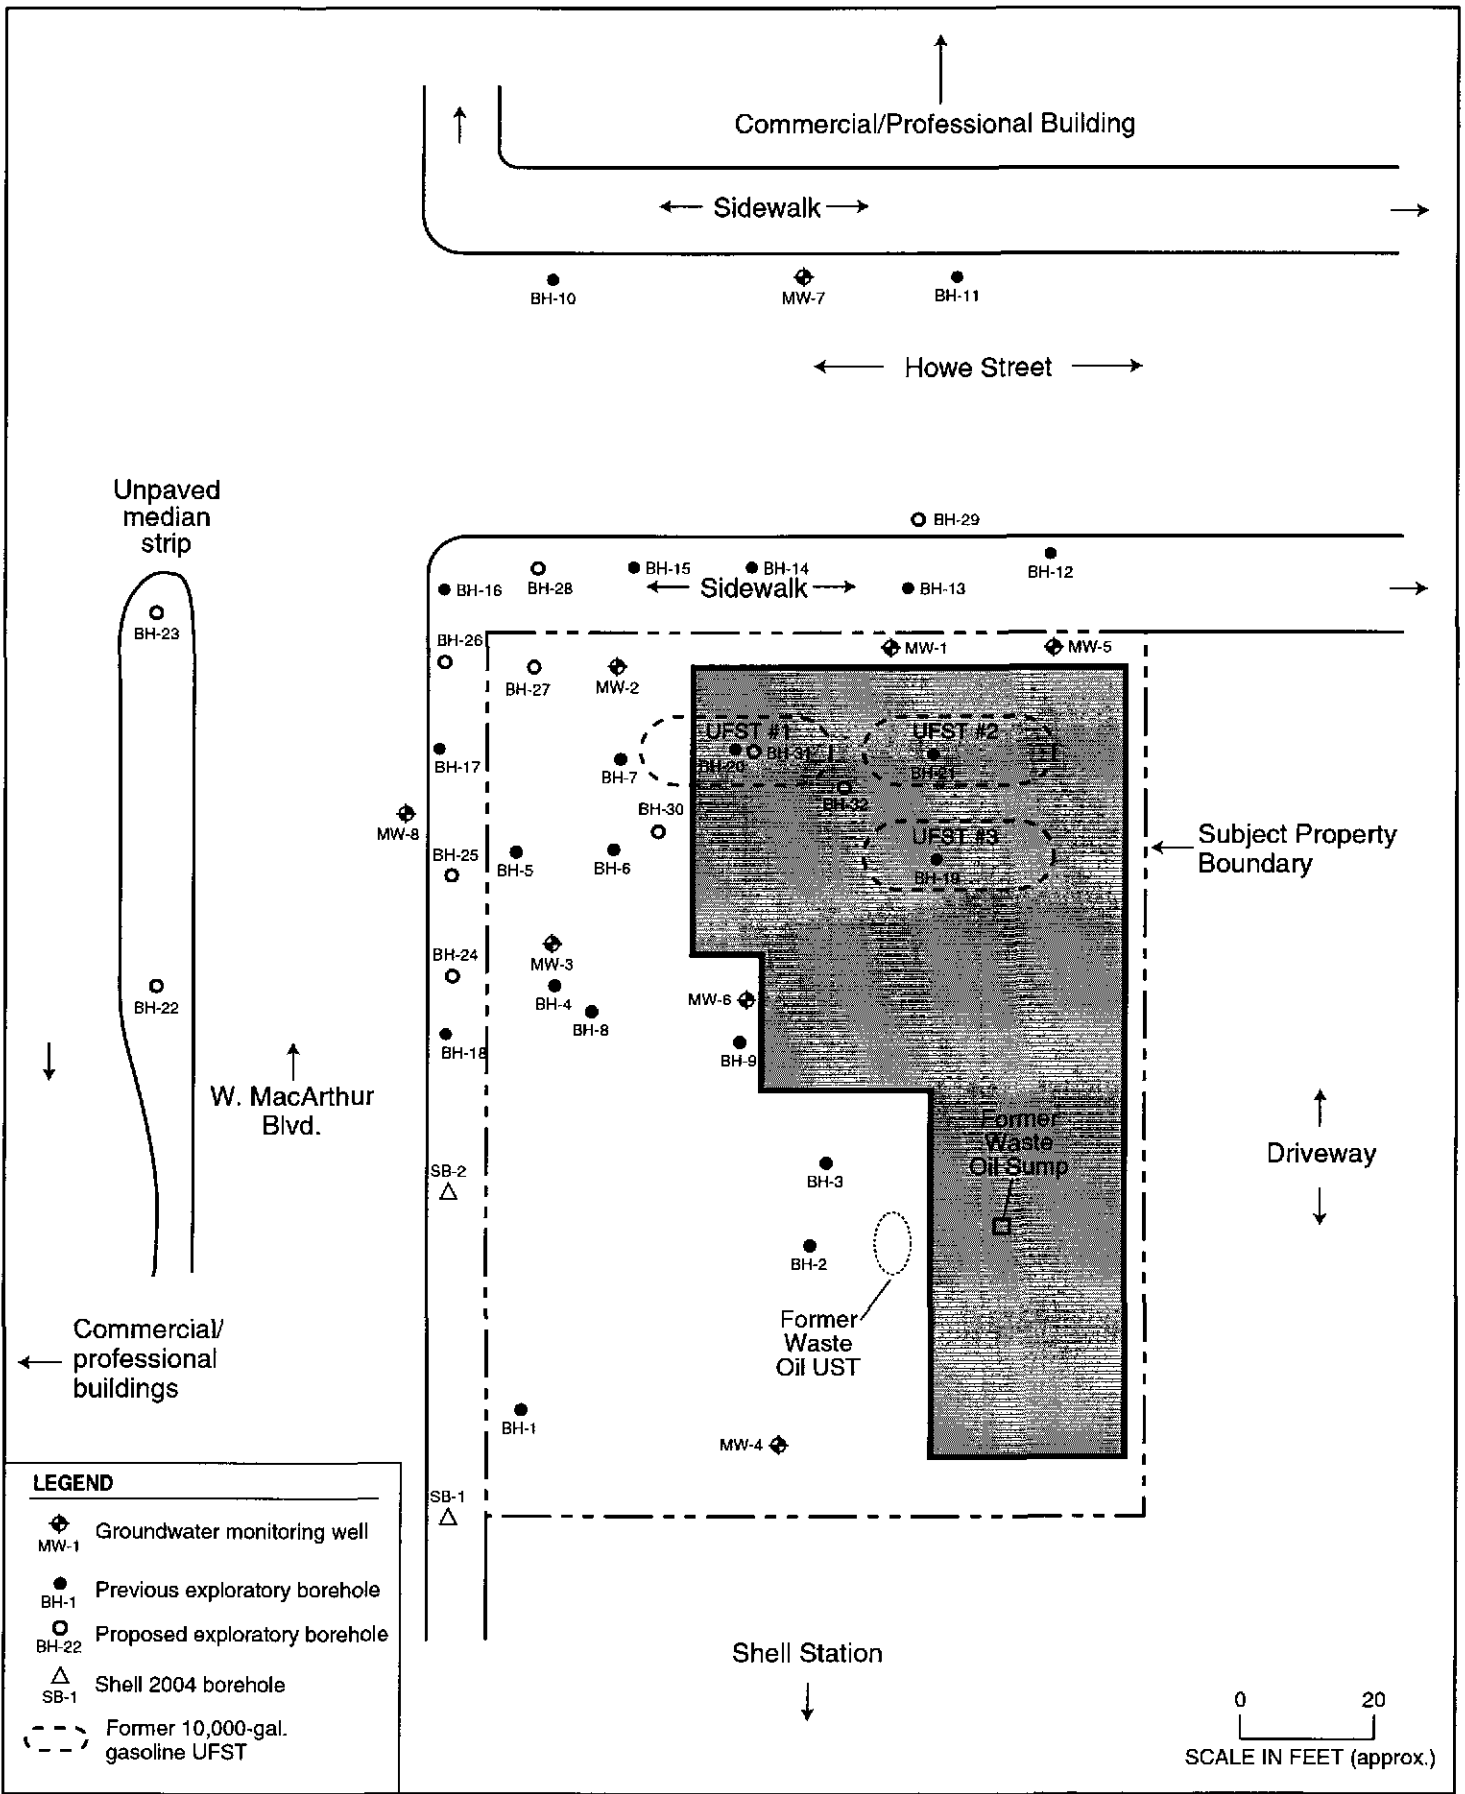 Commercial/Professional Building
Sidewalk
BH-10
MW-7
BH-11
Howe Street
Unpaved
median
strip
BH-29
BH-15
BH-14
BH-12
BH-16
BH-28
Sidewalk
BH-13
BH-23
BH-26
MW-1
MW-5
BH-27
MW-2
UFST #1
UFST #2
BH-20
BH-31
BH-21
BH-17
BH-7
BH-32
BH-30
MW-8
UFST #3
Subject Property
Boundary
BH-25
BH-5
BH-6
BH-19
BH-24
MW-3
BH-22
BH-4
MW-6
BH-8
BH-18
BH-9
W. MacArthur
Blvd.
Former
Waste
Oil Sump
Driveway
SB-2
BH-3
BH-2
Former
Waste
Oil UST
Commercial/
professional
buildings
BH-1
MW-4
LEGEND
SB-1
MW-1
Groundwater monitoring well
BH-1
Previous exploratory borehole
BH-22
Proposed exploratory borehole
SB-1
Shell 2004 borehole
Former 10,000-gal.
gasoline UFST
Shell Station
0 20
SCALE IN FEET (approx.)